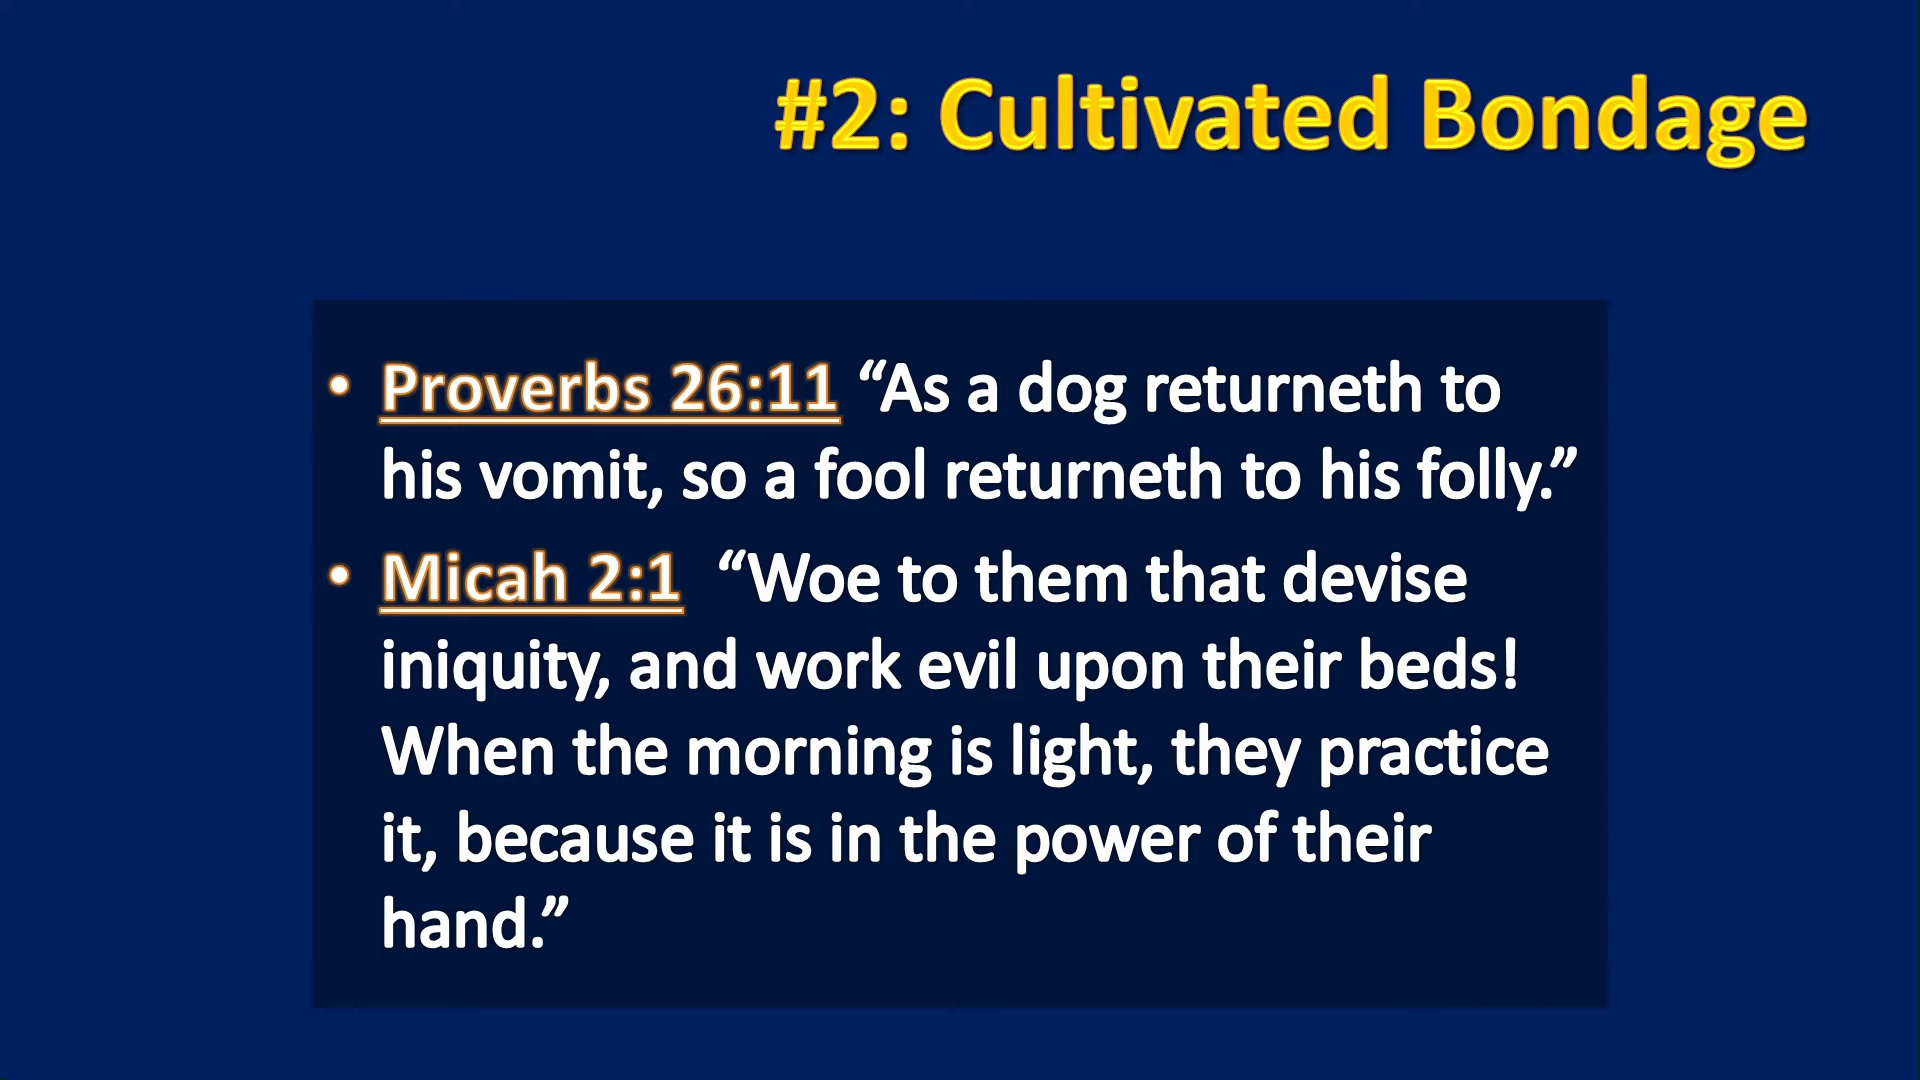 #2: Cultivated Bondage
• Proverbs 26:11 “As a dog returneth to
his vomit, so a fool returneth to his folly.”
• Micah 2:1 “Woe to them that devise
iniquity, and work evil upon their beds!
When the morning is light, they practice
it, because it is in the power of their
hand.”